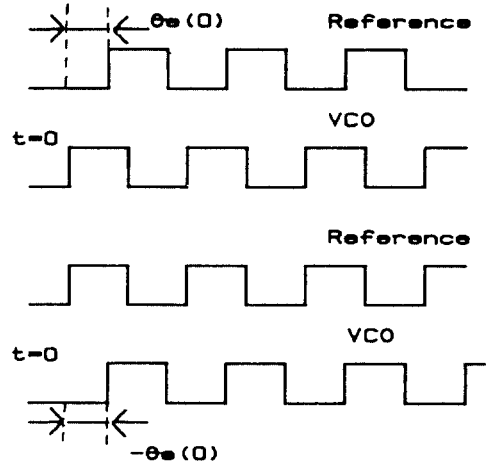 θe(0) Reference
VCO
t=0
Reference
VCO
t=0
-θe(0)